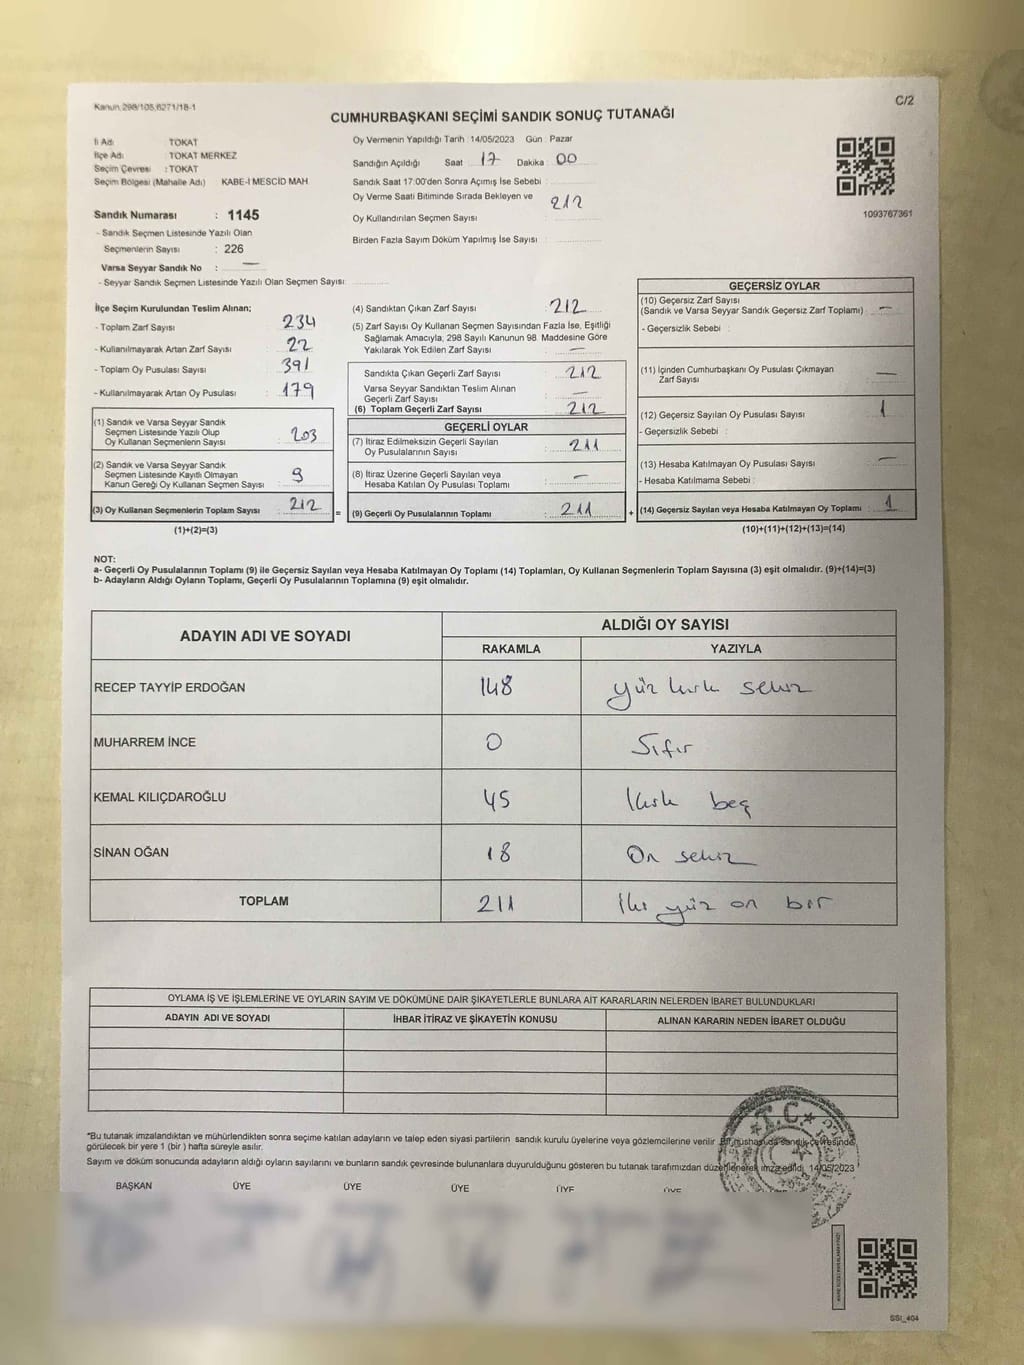 Kanun 298/105,6271/18-1
C/2
CUMHURBAŞKANI SEÇİMİ SANDIK SONUÇ TUTANAĞI
İl Adı : TOKAT
İlçe Adı : TOKAT MERKEZ
Seçim Çevresi : TOKAT
Seçim Bölgesi (Mahalle Adı) KABE-İ MESCİD MAH
Sandık Numarası : 1145
- Sandık Seçmen Listesinde Yazılı Olan
Seçmenlerin Sayısı : 226
Varsa Seyyar Sandık No : —
- Seyyar Sandık Seçmen Listesinde Yazılı Olan Seçmen Sayısı:
Oy Vermenin Yapıldığı Tarih : 14/05/2023 Gün : Pazar
Sandığın Açıldığı Saat 17 Dakika : 00
Sandık Saat 17:00'den Sonra Açımış İse Sebebi :
Oy Verme Saati Bitiminde Sırada Bekleyen ve
Oy Kullandırılan Seçmen Sayısı : 212
Birden Fazla Sayım Döküm Yapılmış İse Sayısı :
1093767361
İlçe Seçim Kurulundan Teslim Alınan;
- Toplam Zarf Sayısı : 234
- Kullanılmayarak Artan Zarf Sayısı : 22
- Toplam Oy Pusulası Sayısı : 391
- Kullanılmayarak Artan Oy Pusulası : 179
(1) Sandık ve Varsa Seyyar Sandık
Seçmen Listesinde Yazılı Olup
Oy Kullanan Seçmenlerin Sayısı : 203
(2) Sandık ve Varsa Seyyar Sandık
Seçmen Listesinde Kayıtlı Olmayan
Kanun Gereği Oy Kullanan Seçmen Sayısı : 9
(3) Oy Kullanan Seçmenlerin Toplam Sayısı : 212
(1)+(2)=(3)
=
(4) Sandıktan Çıkan Zarf Sayısı : 212
(5) Zarf Sayısı Oy Kullanan Seçmen Sayısından Fazla İse, Eşitliği
Sağlamak Amacıyla, 298 Sayılı Kanunun 98. Maddesine Göre
Yakılarak Yok Edilen Zarf Sayısı : —
Sandıkta Çıkan Geçerli Zarf Sayısı : 212
Varsa Seyyar Sandıktan Teslim Alınan
Geçerli Zarf Sayısı : —
(6) Toplam Geçerli Zarf Sayısı : 212
GEÇERLİ OYLAR
(7) İtiraz Edilmeksizin Geçerli Sayılan
Oy Pusulalarının Sayısı : 211
(8) İtiraz Üzerine Geçerli Sayılan veya
Hesaba Katılan Oy Pusulası Toplamı : —
(9) Geçerli Oy Pusulalarının Toplamı : 211
+
GEÇERSİZ OYLAR
(10) Geçersiz Zarf Sayısı
(Sandık ve Varsa Seyyar Sandık Geçersiz Zarf Toplamı) : —
- Geçersizlik Sebebi :
(11) İçinden Cumhurbaşkanı Oy Pusulası Çıkmayan
Zarf Sayısı : —
(12) Geçersiz Sayılan Oy Pusulası Sayısı : 1
- Geçersizlik Sebebi :
(13) Hesaba Katılmayan Oy Pusulası Sayısı : —
- Hesaba Katılmama Sebebi :
(14) Geçersiz Sayılan veya Hesaba Katılmayan Oy Toplamı : 1
(10)+(11)+(12)+(13)=(14)
NOT:
a- Geçerli Oy Pusulalarının Toplamı (9) ile Geçersiz Sayılan veya Hesaba Katılmayan Oy Toplamı (14) Toplamları, Oy Kullanan Seçmenlerin Toplam Sayısına (3) eşit olmalıdır. (9)+(14)=(3)
b- Adayların Aldığı Oyların Toplamı, Geçerli Oy Pusulalarının Toplamına (9) eşit olmalıdır.
ADAYIN ADI VE SOYADI ALDIĞI OY SAYISI
RAKAMLA YAZIYLA
RECEP TAYYİP ERDOĞAN 148 yüz kırk sekiz
MUHARREM İNCE 0 Sıfır
KEMAL KILIÇDAROĞLU 45 Kırk beş
SİNAN OĞAN 18 On sekiz
TOPLAM 211 İki yüz on bir
OYLAMA İŞ VE İŞLEMLERİNE VE OYLARIN SAYIM VE DÖKÜMÜNE DAİR ŞİKAYETLERLE BUNLARA AİT KARARLARIN NELERDEN İBARET BULUNDUKLARI
ADAYIN ADI VE SOYADI İHBAR İTİRAZ VE ŞİKAYETİN KONUSU ALINAN KARARIN NEDEN İBARET OLDUĞU
T.C.
"Bu tutanak imzalandıktan ve mühürlendikten sonra seçime katılan adayların ve talep eden siyasi partilerin sandık kurulu üyelerine veya gözlemcilerine verilir. Bir nüshası da sandık çevresinde
görülecek bir yere 1 (bir ) hafta süreyle asılır.
Sayım ve döküm sonucunda adayların aldığı oyların sayılarını ve bunların sandık çevresinde bulunanlara duyurulduğunu gösteren bu tutanak tarafımızdan düzenlenerek imza edildi. 14/05/2023
BAŞKAN ÜYE ÜYE ÜYE ÜYE ÜYE
SSI_404